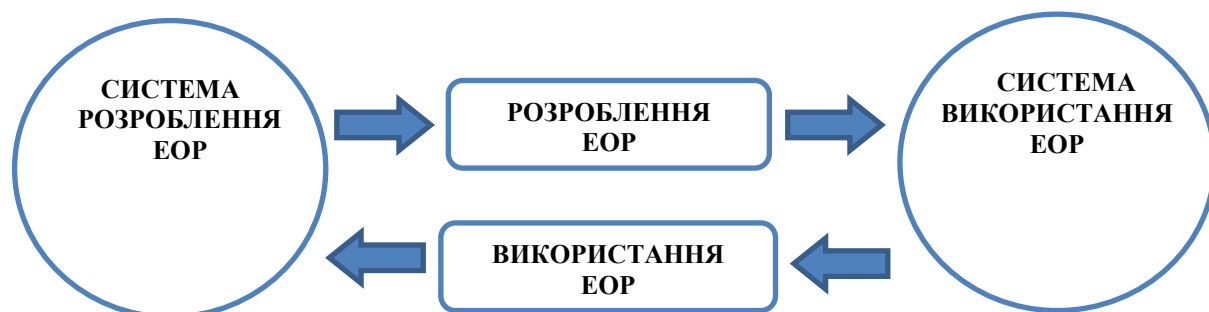 СИСТЕМА
РОЗРОБЛЕННЯ
ЕОР
РОЗРОБЛЕННЯ
ЕОР
СИСТЕМА
ВИКОРИСТАННЯ
ЕОР
ВИКОРИСТАННЯ
ЕОР